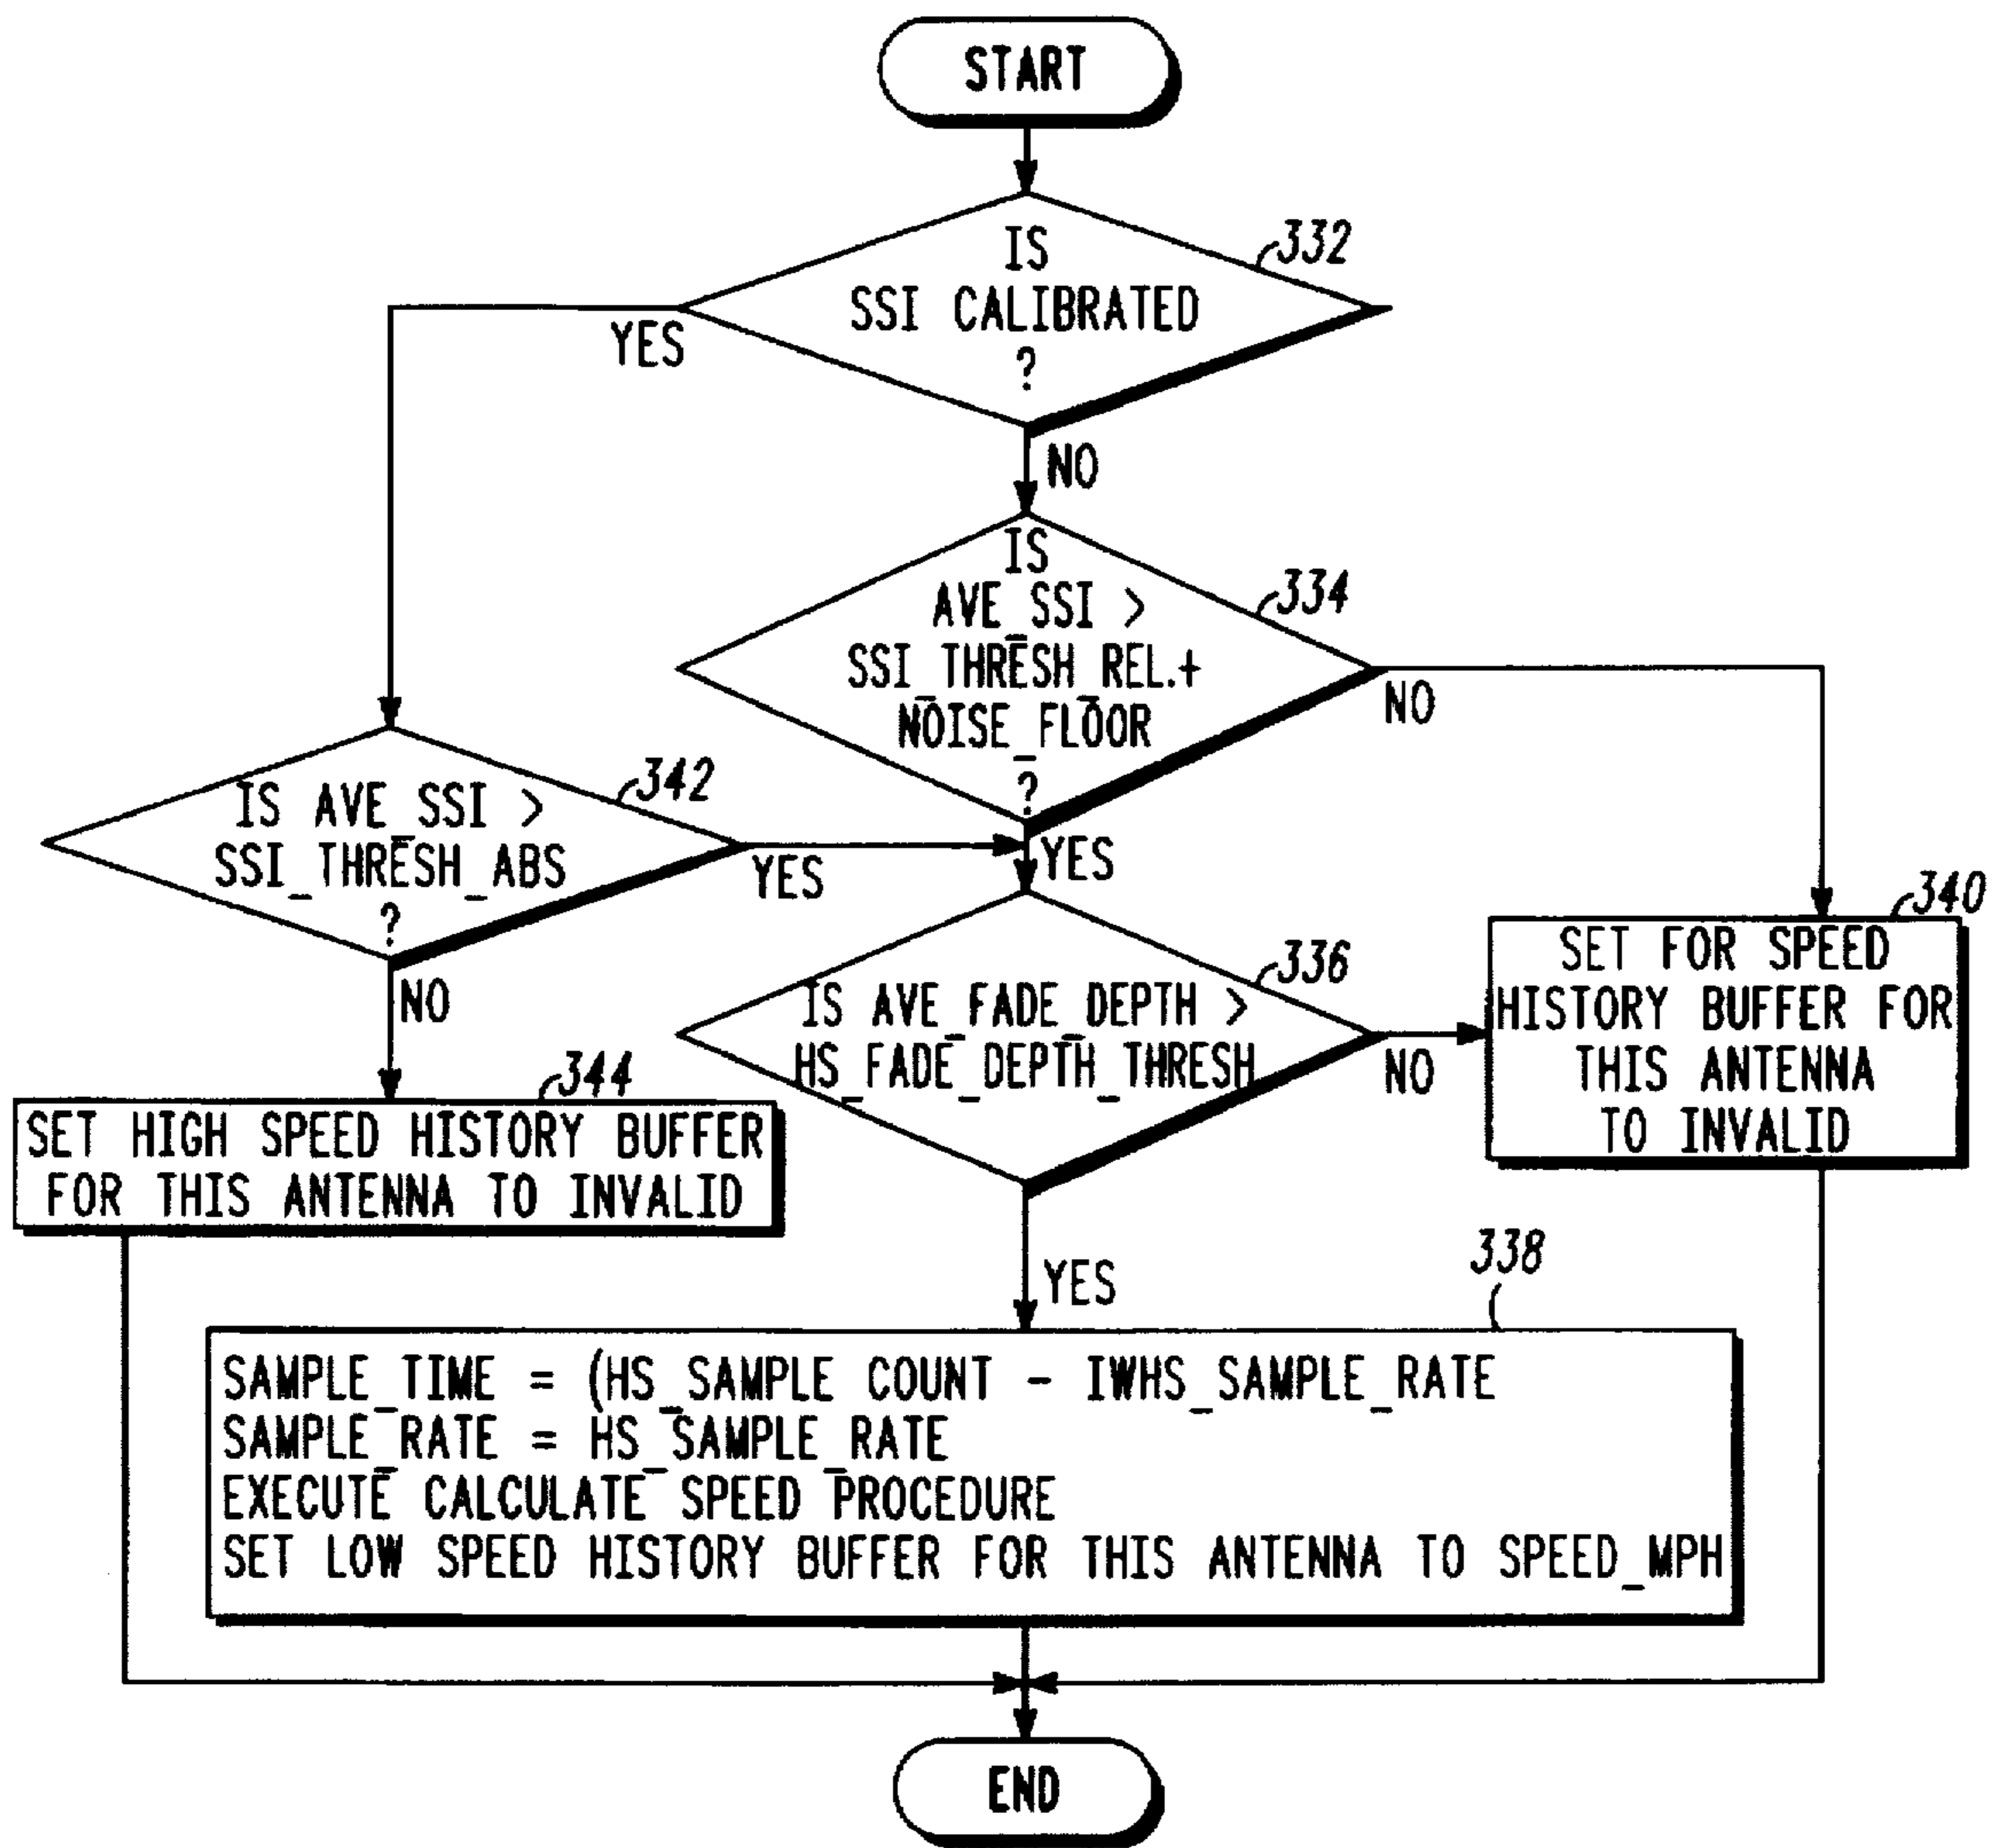 START
332
IS
SSI CALIBRATED
?
YES
NO
334
IS
AVE_SSI >
SSI_THRESH_REL.+
NOISE_FLOOR
?
NO
YES
342
IS AVE_SSI >
SSI_THRESH_ABS
?
YES
NO
336
IS AVE_FADE_DEPTH >
HS_FADE_DEPTH_THRESH
NO
YES
340
SET FOR SPEED
HISTORY BUFFER FOR
THIS ANTENNA
TO INVALID
344
SET HIGH SPEED HISTORY BUFFER
FOR THIS ANTENNA TO INVALID
338
SAMPLE_TIME = (HS_SAMPLE COUNT - IWHS_SAMPLE_RATE
SAMPLE_RATE = HS_SAMPLE_RATE
EXECUTE CALCULATE_SPEED PROCEDURE
SET LOW SPEED HISTORY BUFFER FOR THIS ANTENNA TO SPEED_MPH
END